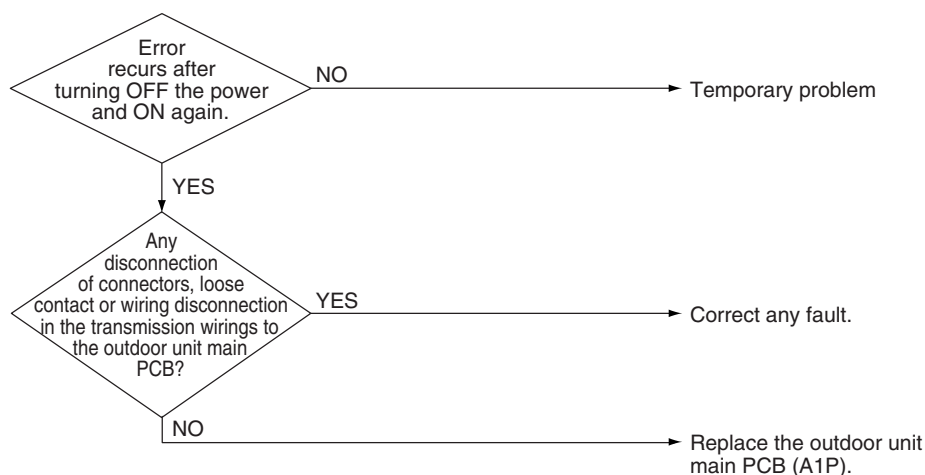 Error
recurs after
turning OFF the power
and ON again.
NO
Temporary problem
YES
Any
disconnection
of connectors, loose
contact or wiring disconnection
in the transmission wirings to
the outdoor unit main
PCB?
YES
Correct any fault.
NO
Replace the outdoor unit
main PCB (A1P).